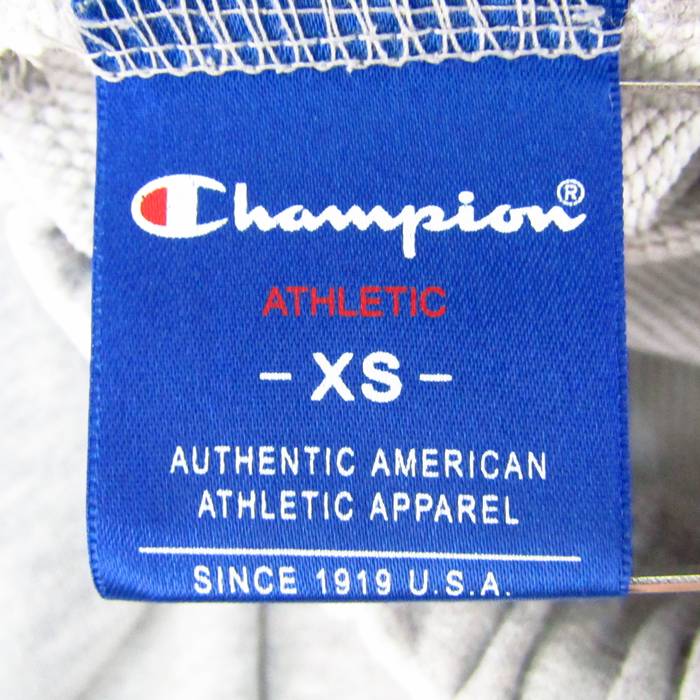 Champion®
ATHLETIC
- XS -
AUTHENTIC AMERICAN
ATHLETIC APPAREL
SINCE 1919 U.S.A.